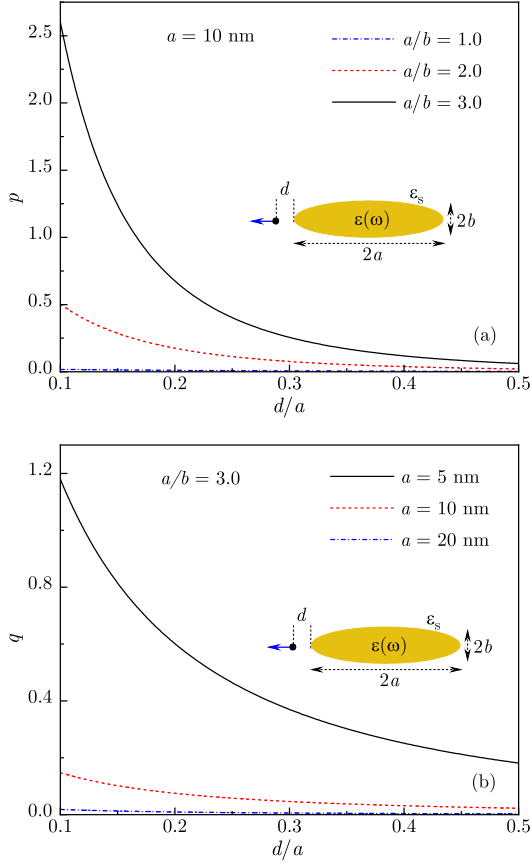 a = 10 nm
a/b = 1.0
a/b = 2.0
a/b = 3.0
2.5
2.0
1.5
1.0
0.5
0.0
p
d
εs
ε(ω)
2b
2a
(a)
0.1 0.2 0.3 0.4 0.5
d/a
a/b = 3.0
a = 5 nm
a = 10 nm
a = 20 nm
1.2
0.8
0.4
0.0
q
d
εs
ε(ω)
2b
2a
(b)
0.1 0.2 0.3 0.4 0.5
d/a